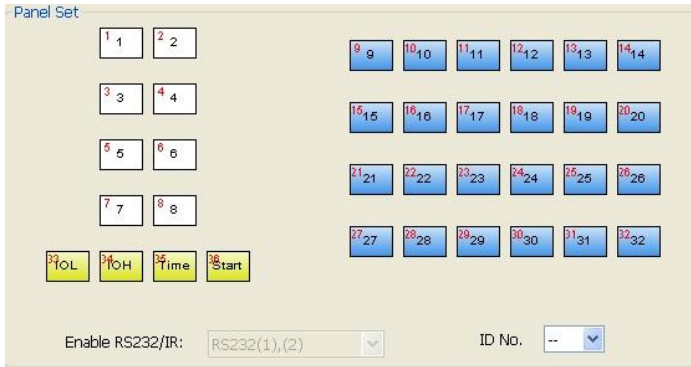 Panel Set
1 1 2 2
9 9 10 10 11 11 12 12 13 13 14 14
3 3 4 4
15 15 16 16 17 17 18 18 19 19 20 20
5 5 6 6
21 21 22 22 23 23 24 24 25 25 26 26
7 7 8 8
27 27 28 28 29 29 30 30 31 31 32 32
33 IOL 34 IOH 35 Time 36 Start
Enable RS232/IR: RS232(1),(2) ID No. --